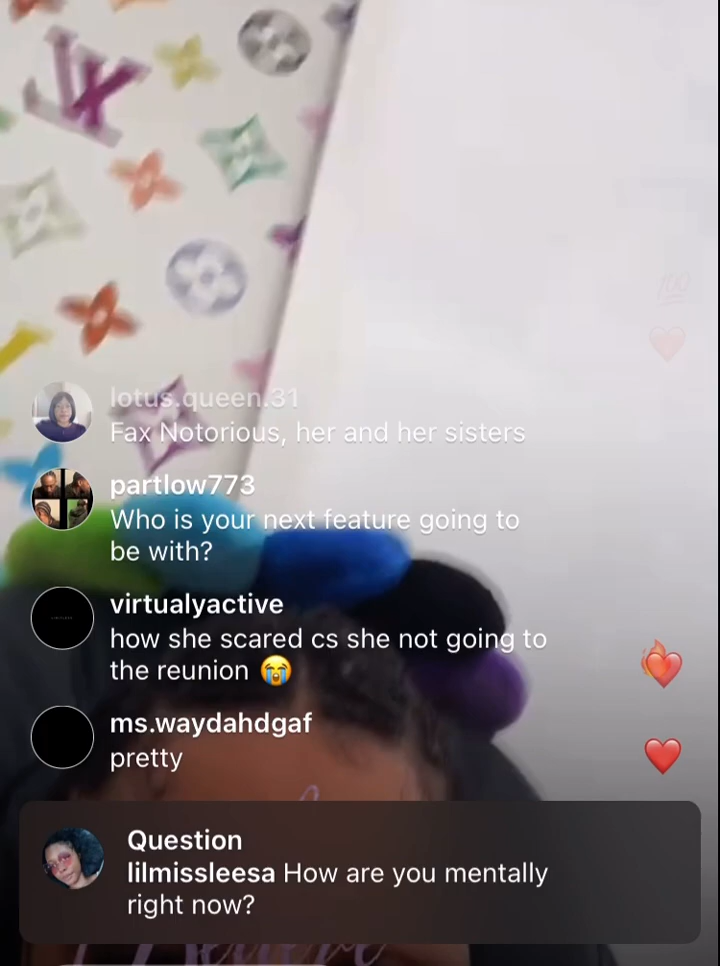 lotus.queen.31
Fax Notorious, her and her sisters
partlow773
Who is your next feature going to
be with?
virtualyactive
how she scared cs she not going to
the reunion 😭
ms.waydahdgaf
pretty
Question
lilmissleesa How are you mentally
right now?